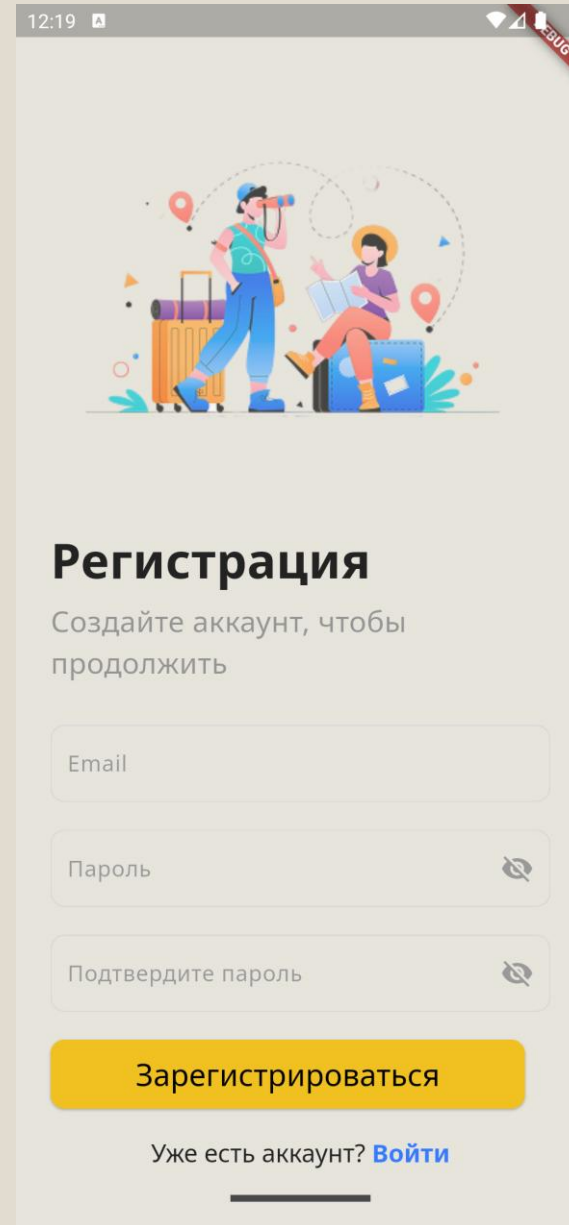 12:19 A
DEBUG
Регистрация
Создайте аккаунт, чтобы
продолжить
Email
Пароль
Подтвердите пароль
Зарегистрироваться
Уже есть аккаунт? Войти